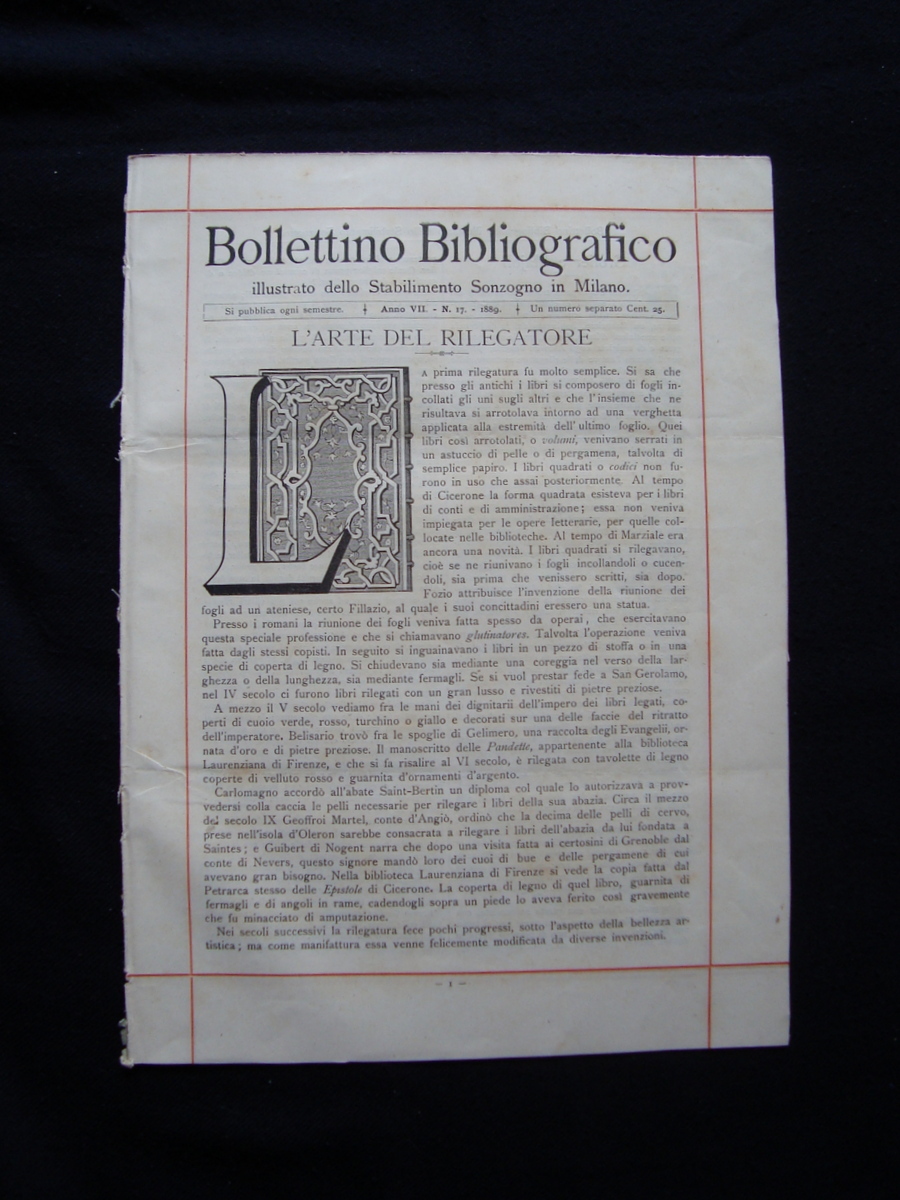 Bollettino Bibliografico
illustrato dello Stabilimento Sonzogno in Milano.
Si pubblica ogni semestre. Anno VII. - N. 17. - 1889. Un numero separato Cent. 25.
L'ARTE DEL RILEGATORE
LA prima rilegatura fu molto semplice. Si sa che
presso gli antichi i libri si composero di fogli in-
collati gli uni sugli altri e che l'insieme che ne
risultava si arrotolava intorno ad una verghetta
applicata alla estremità dell'ultimo foglio. Quei
libri così arrotolati, o volumi, venivano serrati in
un astuccio di pelle o di pergamena, talvolta di
semplice papiro. I libri quadrati o codici non fu-
rono in uso che assai posteriormente. Al tempo
di Cicerone la forma quadrata esisteva per i libri
di conti e di amministrazione; essa non veniva
impiegata per le opere letterarie, per quelle col-
locate nelle biblioteche. Al tempo di Marziale era
ancora una novità. I libri quadrati si rilegavano,
cioè se ne riunivano i fogli incollandoli o cucen-
doli, sia prima che venissero scritti, sia dopo.
Fozio attribuisce l'invenzione della riunione dei
fogli ad un ateniese, certo Fillazio, al quale i suoi concittadini eressero una statua.
Presso i romani la riunione dei fogli veniva fatta spesso da operai, che esercitavano
questa speciale professione e che si chiamavano glutinatores. Talvolta l'operazione veniva
fatta dagli stessi copisti. In seguito si inguainavano i libri in un pezzo di stoffa o in una
specie di coperta di legno. Si chiudevano sia mediante una coreggia nel verso della lar-
ghezza o della lunghezza, sia mediante fermagli. Se si vuol prestar fede a San Gerolamo,
nel IV secolo ci furono libri rilegati con un gran lusso e rivestiti di pietre preziose.
A mezzo il V secolo vediamo fra le mani dei dignitarii dell'impero dei libri legati, co-
perti di cuoio verde, rosso, turchino o giallo e decorati sur una delle faccie del ritratto
dell'imperatore. Belisario trovò fra le spoglie di Gelimero, una raccolta degli Evangelii, or-
nata d'oro e di pietre preziose. Il manoscritto delle Pandette, appartenente alla biblioteca
Laurenziana di Firenze, e che si fa risalire al VI secolo, è rilegata con tavolette di legno
coperte di velluto rosso e guarnita d'ornamenti d'argento.
Carlomagno accordò all'abate Saint-Bertin un diploma col quale lo autorizzava a prov-
vedersi colla caccia le pelli necessarie per rilegare i libri della sua abazia. Circa il mezzo
del secolo IX Geoffroi Martel, conte d'Angiò, ordinò che la decima delle pelli di cervo,
prese nell'isola d'Oleron sarebbe consacrata a rilegare i libri dell'abazia da lui fondata a
Saintes; e Guibert di Nogent narra che dopo una visita fatta ai certosini di Grenoble dal
conte di Nevers, questo signore mandò loro dei cuoi di bue e delle pergamene di cui
avevano gran bisogno. Nella biblioteca Laurenziana di Firenze si vede la copia fatta dal
Petrarca stesso delle Epistole di Cicerone. La coperta di legno di quel libro, guarnita di
fermagli e di angoli in rame, cadendogli sopra un piede lo aveva ferito così gravemente
che fu minacciato di amputazione.
Nei secoli successivi la rilegatura fece pochi progressi, sotto l'aspetto della bellezza ar-
tistica; ma come manifattura essa venne felicemente modificata da diverse invenzioni.
— 1 —